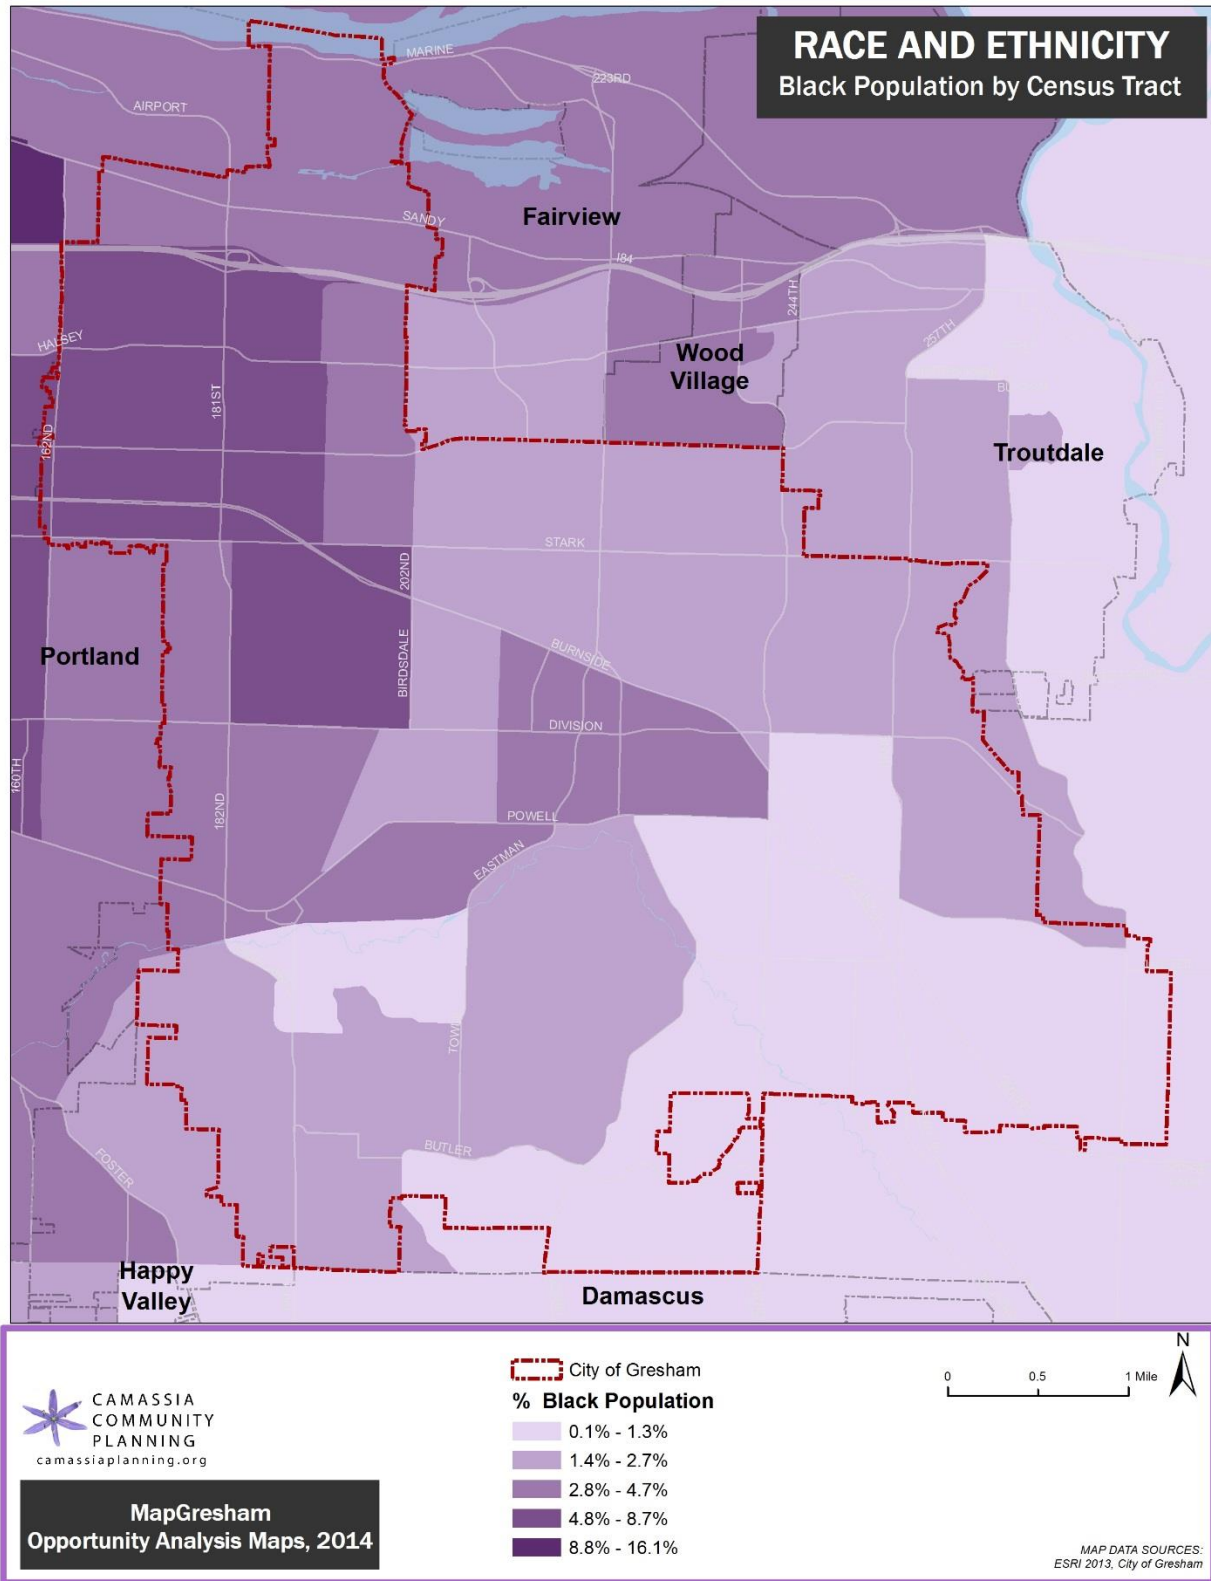 RACE AND ETHNICITY
Black Population by Census Tract
MARINE
223RD
AIRPORT
SANDY
Fairview
I84
244TH
257TH
HALSEY
Wood
Village
181ST
162ND
Troutdale
STARK
202ND
BIRDSDALE
BURNSIDE
Portland
DIVISION
160TH
182ND
POWELL
EASTMAN
BUTLER
FOSTER
Happy
Valley
Damascus
City of Gresham
% Black Population
0.1% - 1.3%
1.4% - 2.7%
2.8% - 4.7%
4.8% - 8.7%
8.8% - 16.1%
0 0.5 1 Mile
N
CAMASSIA
COMMUNITY
PLANNING
camassiaplanning.org
MapGresham
Opportunity Analysis Maps, 2014
MAP DATA SOURCES:
ESRI 2013, City of Gresham